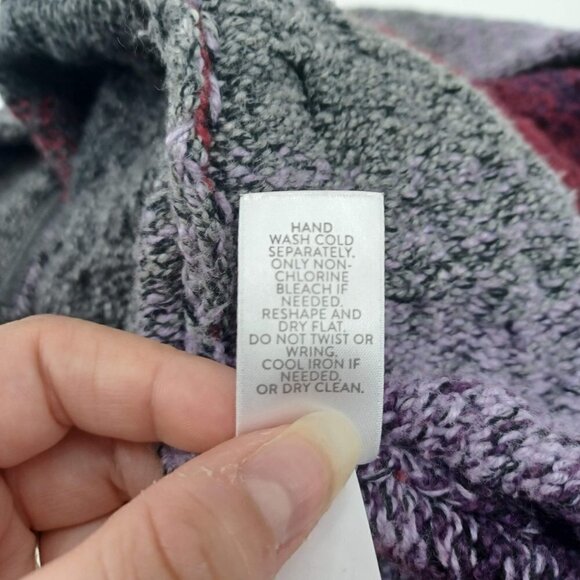 HAND
WASH COLD
SEPARATELY.
ONLY NON-
CHLORINE
BLEACH IF
NEEDED.
RESHAPE AND
DRY FLAT.
DO NOT TWIST OR
WRING.
COOL IRON IF
NEEDED.
OR DRY CLEAN.